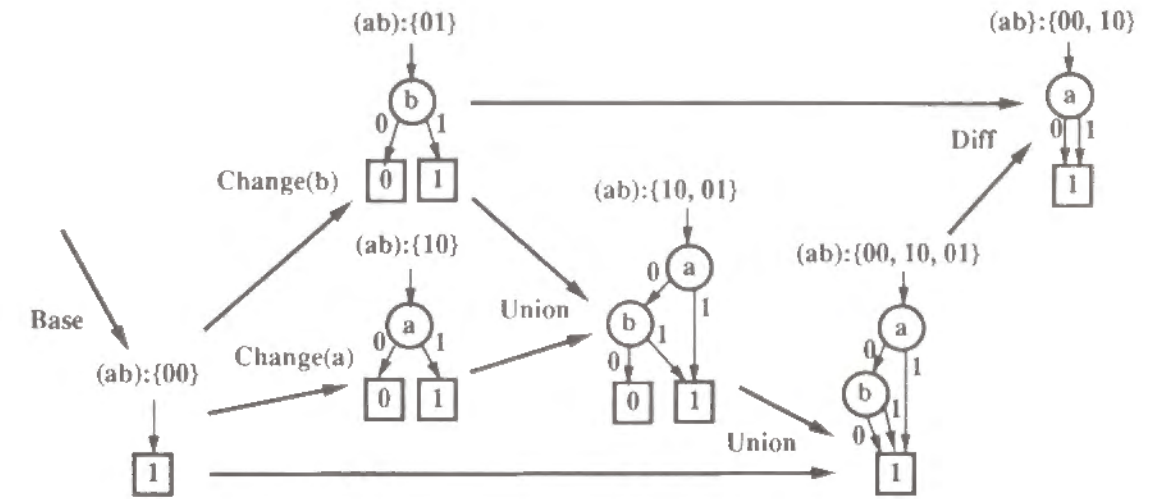 (ab):{01}
b
0 1
0 1
Change(b)
(ab):{10}
a
0 1
0 1
Change(a)
Base
(ab):{00}
1
Union
(ab):{10, 01}
a
0
b
1
1
0
0 1
Union
(ab):{00, 10, 01}
a
0
1
b
1
0
1
Diff
(ab}:{00, 10}
a
0 1
1